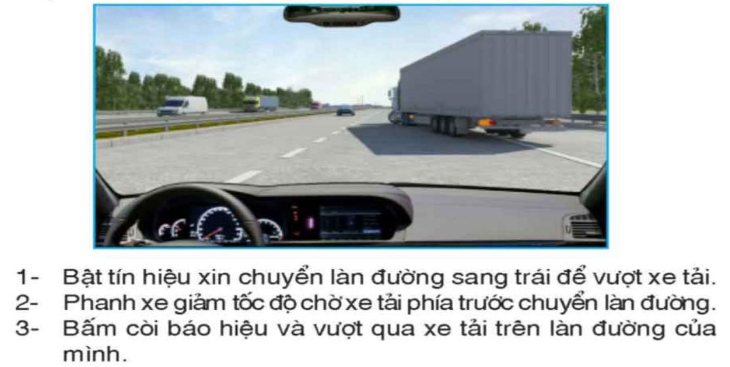 1- Bật tín hiệu xin chuyển làn đường sang trái để vượt xe tải.
2- Phanh xe giảm tốc độ chờ xe tải phía trước chuyển làn đường.
3- Bấm còi báo hiệu và vượt qua xe tải trên làn đường của
mình.